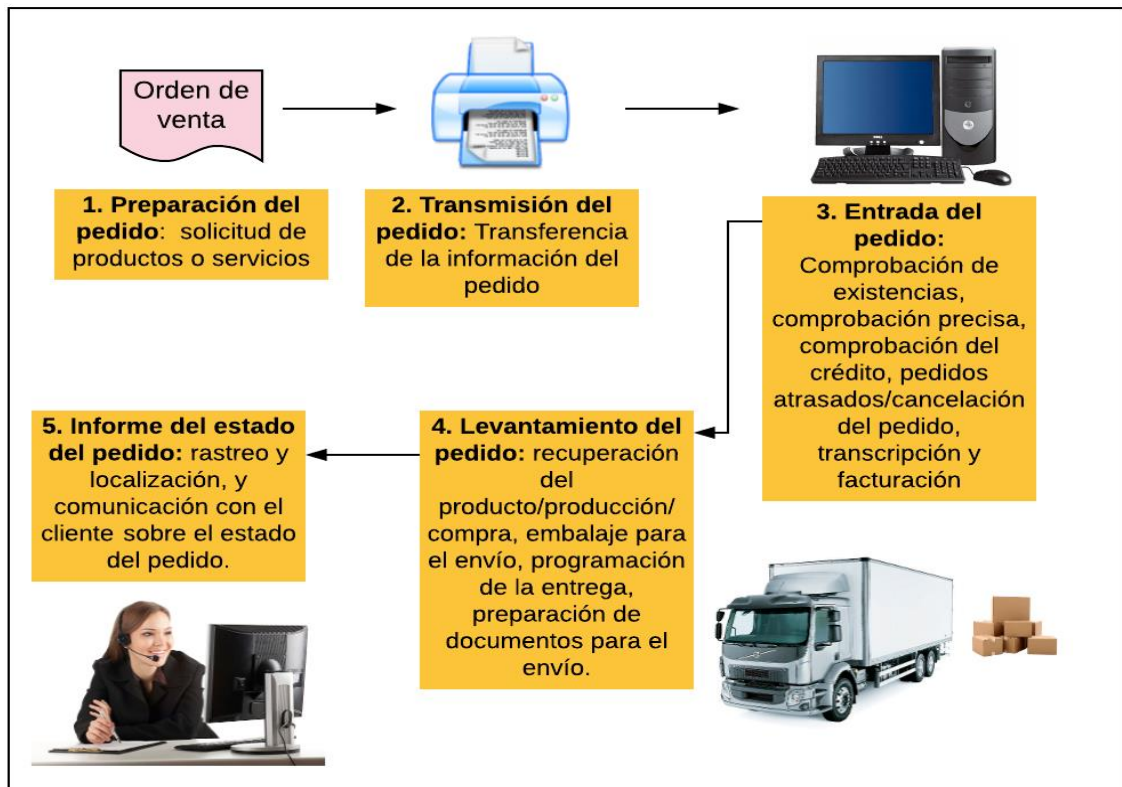 Orden de
venta
1. Preparación del
pedido:  solicitud de
productos o servicios
2. Transmisión del
pedido: Transferencia
de la información del
pedido
3. Entrada del
pedido:
Comprobación de
existencias,
comprobación precisa,
comprobación del
crédito, pedidos
atrasados/cancelación
del pedido,
transcripción y
facturación
4. Levantamiento del
pedido: recuperación
del
producto/producción/
compra, embalaje para
el envío, programación
de la entrega,
preparación de
documentos para el
envío.
5. Informe del estado
del pedido: rastreo y
localización, y
comunicación con el
cliente sobre el estado
del pedido.